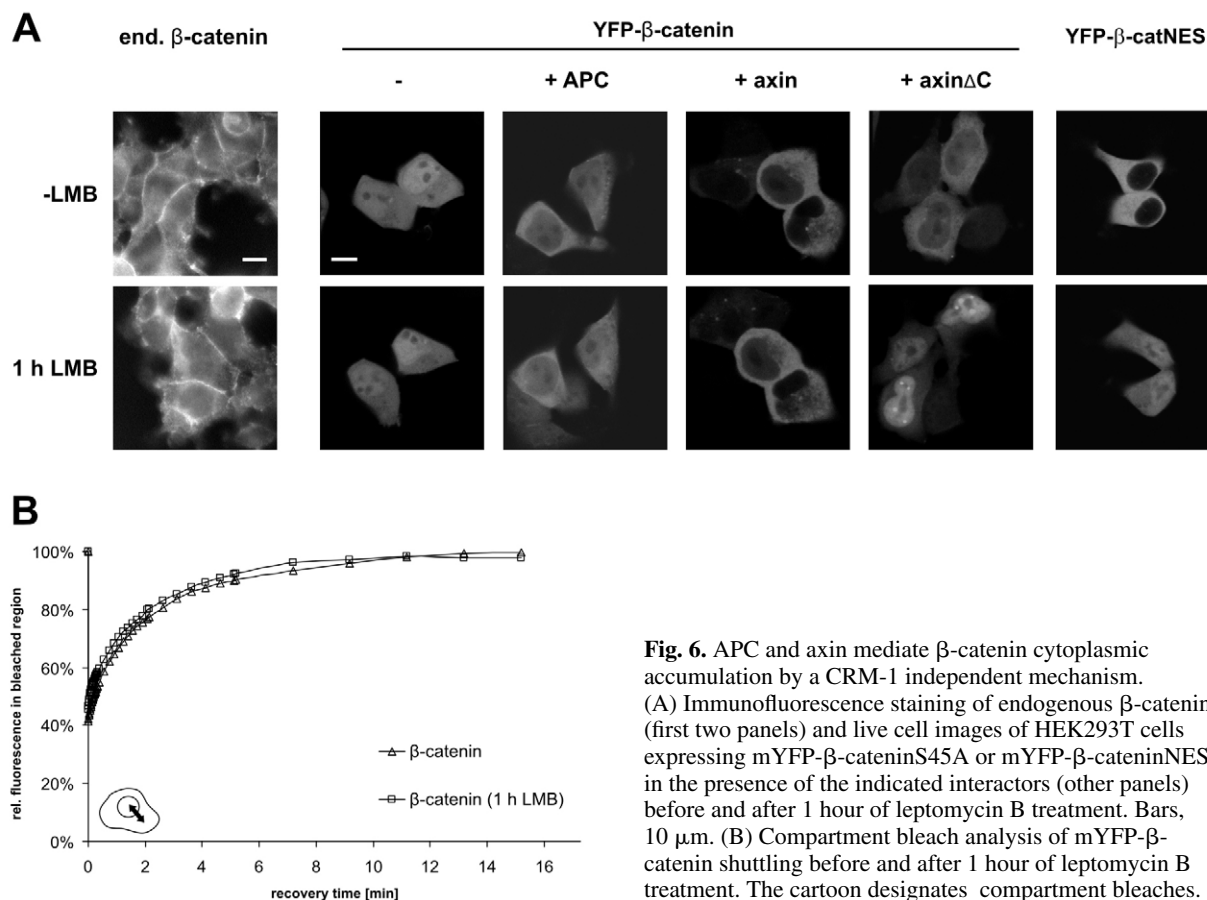 A
end. β-catenin
YFP-β-catenin
YFP-β-catNES
-
+ APC
+ axin
+ axinΔC
-LMB
1 h LMB
B
rel. fluorescence in bleached region
100%
80%
60%
40%
20%
0%
β-catenin
β-catenin (1 h LMB)
0 2 4 6 8 10 12 14 16
recovery time [min]
Fig. 6. APC and axin mediate β-catenin cytoplasmic
accumulation by a CRM-1 independent mechanism.
(A) Immunofluorescence staining of endogenous β-catenin
(first two panels) and live cell images of HEK293T cells
expressing mYFP-β-cateninS45A or mYFP-β-cateninNES
in the presence of the indicated interactors (other panels)
before and after 1 hour of leptomycin B treatment. Bars,
10 μm. (B) Compartment bleach analysis of mYFP-β-
catenin shuttling before and after 1 hour of leptomycin B
treatment. The cartoon designates compartment bleaches.